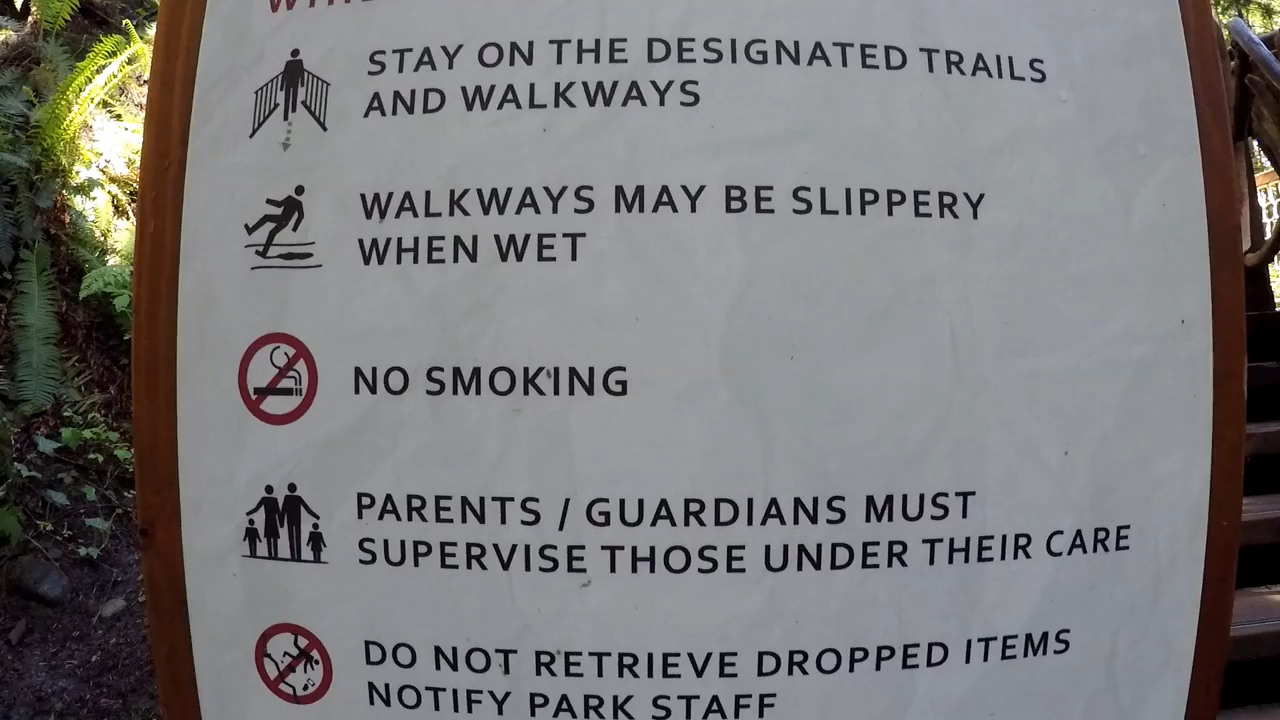 STAY ON THE DESIGNATED TRAILS
AND WALKWAYS
WALKWAYS MAY BE SLIPPERY
WHEN WET
NO SMOKING
PARENTS / GUARDIANS MUST
SUPERVISE THOSE UNDER THEIR CARE
DO NOT RETRIEVE DROPPED ITEMS
NOTIFY PARK STAFF